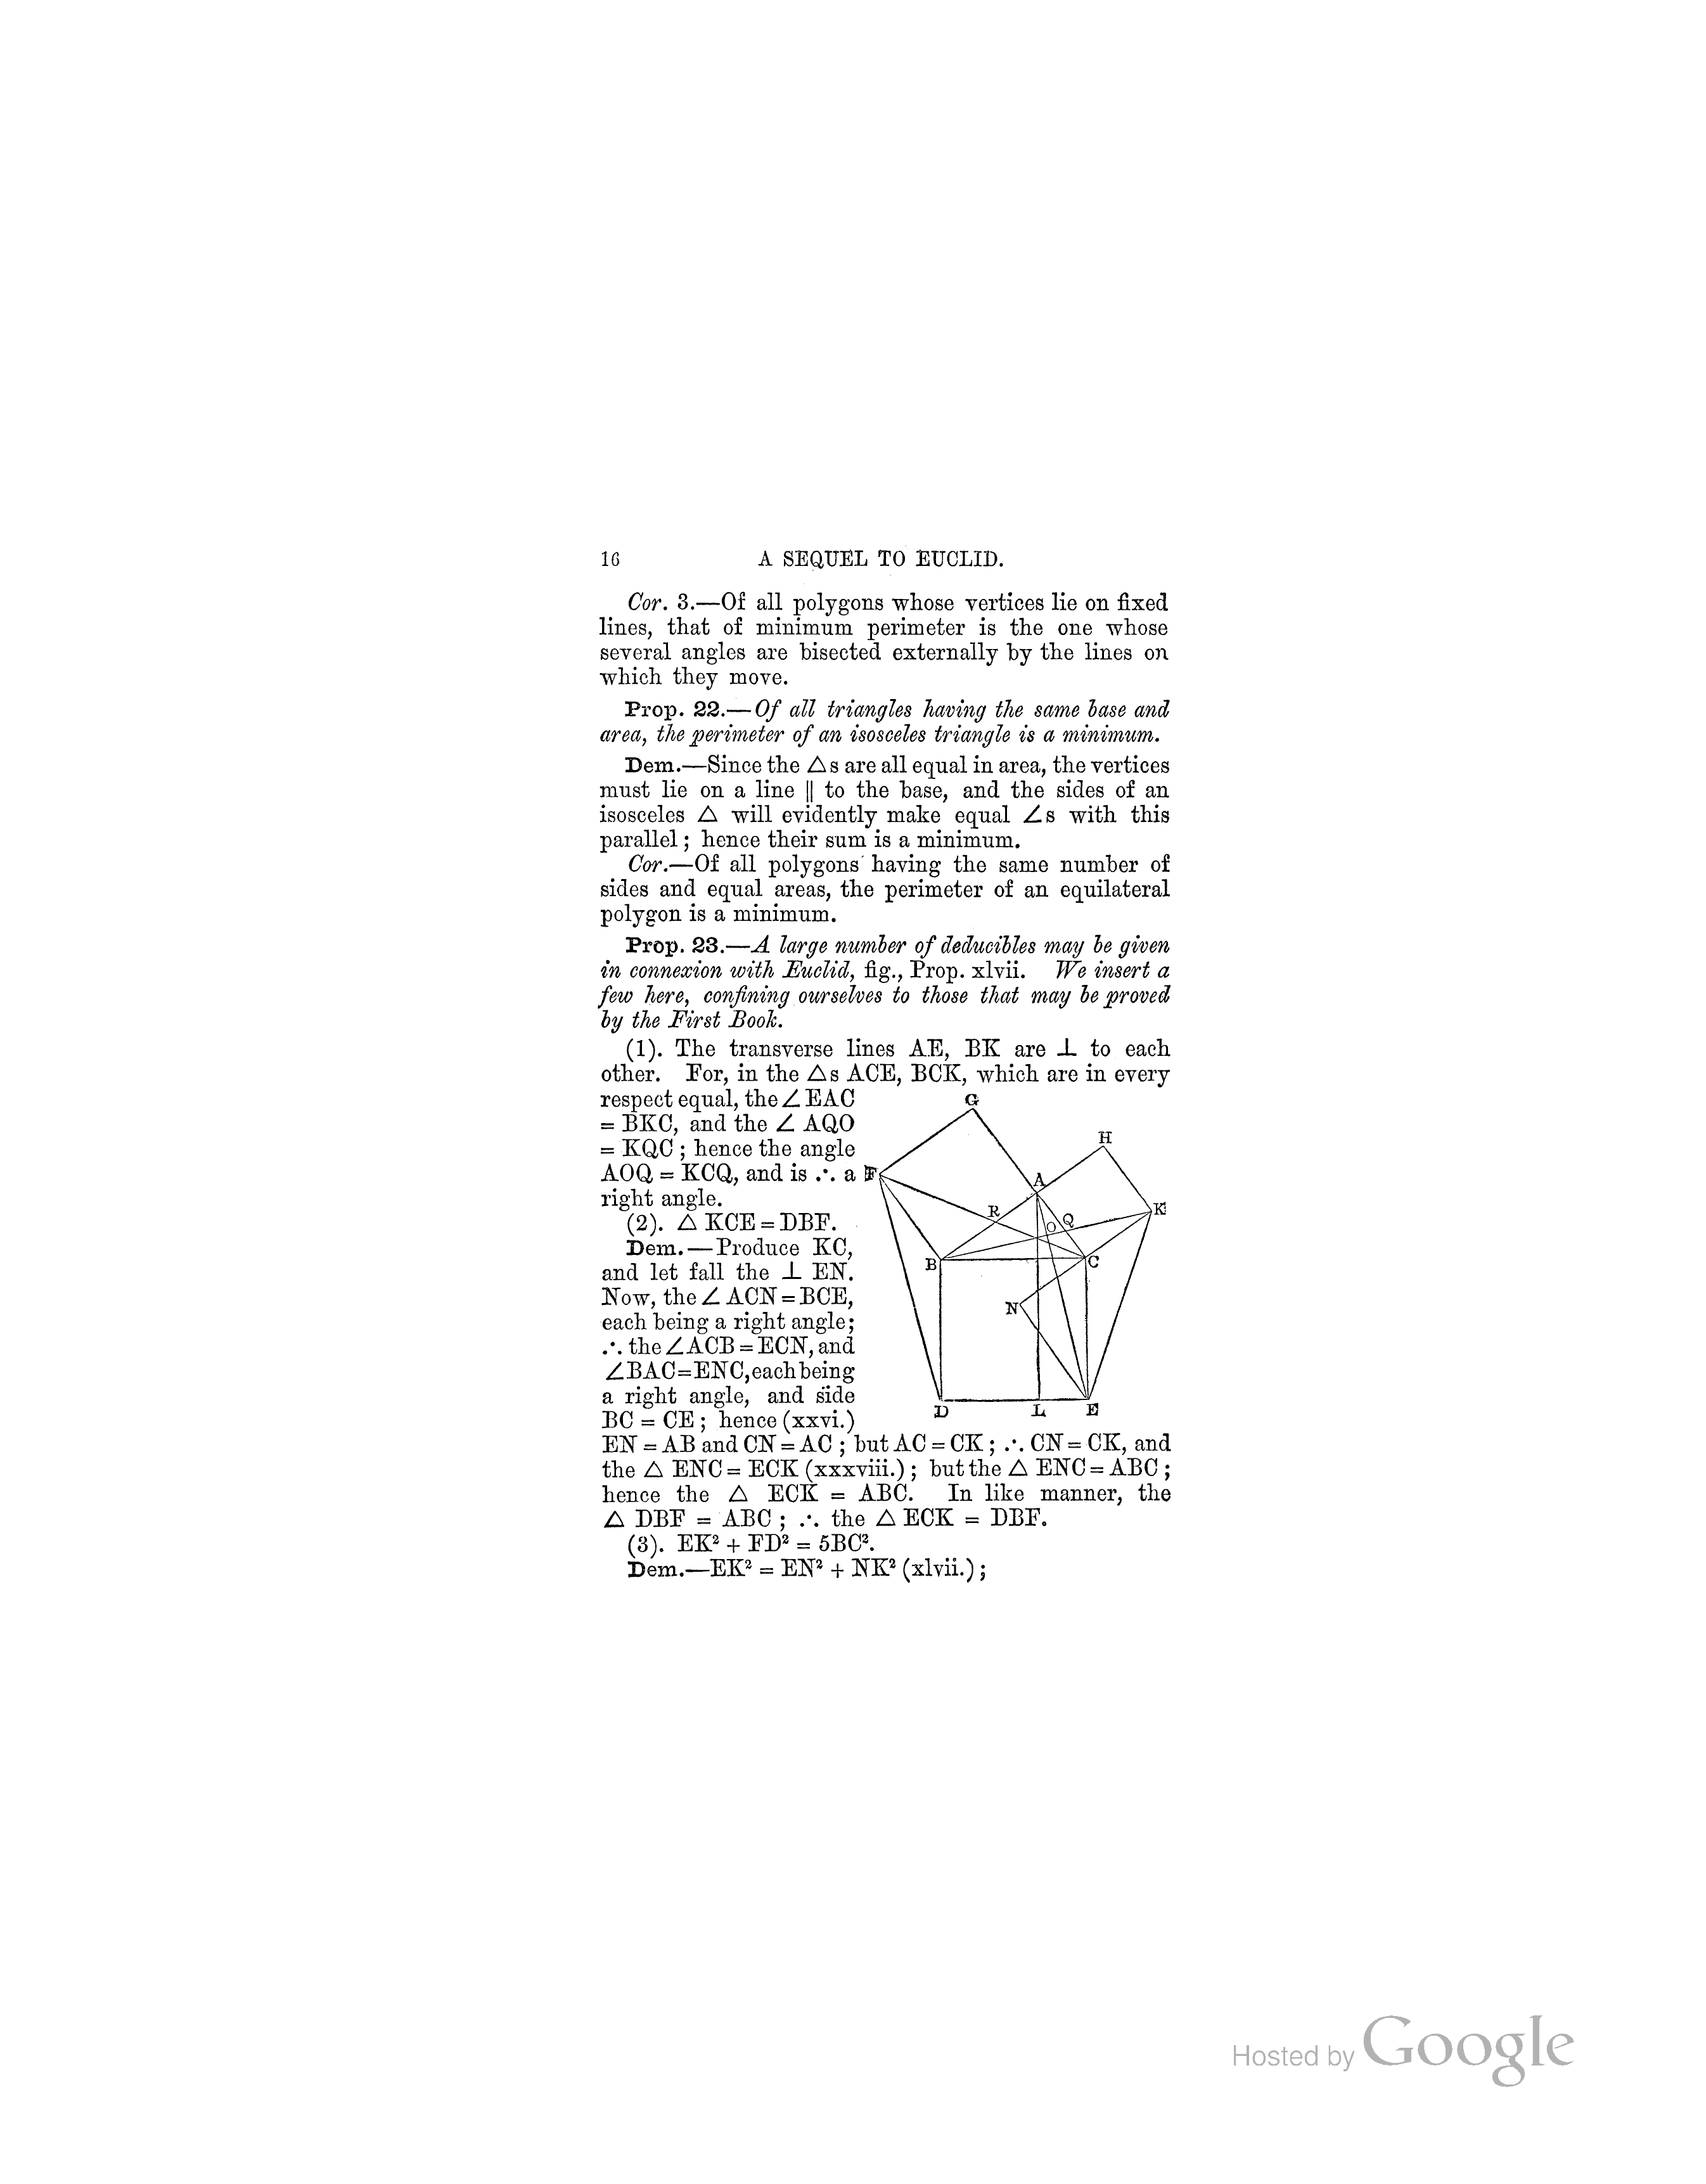 16 A SEQUEL TO EUCLID.
Cor. 3.—Of all polygons whose vertices lie on fixed
lines, that of minimum perimeter is the one whose
several angles are bisected externally by the lines on
which they move.
Prop. 22.—Of all triangles having the same base and
area, the perimeter of an isosceles triangle is a minimum.
Dem.—Since the △s are all equal in area, the vertices
must lie on a line || to the base, and the sides of an
isosceles △ will evidently make equal ∠s with this
parallel ; hence their sum is a minimum.
Cor.—Of all polygons having the same number of
sides and equal areas, the perimeter of an equilateral
polygon is a minimum.
Prop. 23.—A large number of deducibles may be given
in connexion with Euclid, fig., Prop. xlvii. We insert a
few here, confining ourselves to those that may be proved
by the First Book.
(1). The transverse lines AE, BK are ⊥ to each
other. For, in the △s ACE, BCK, which are in every
respect equal, the ∠ EAC
= BKC, and the ∠ AQO
= KQC ; hence the angle
AOQ = KCQ, and is ∴ a
right angle.
(2). △ KCE = DBF.
Dem.—Produce KC,
and let fall the ⊥ EN.
Now, the ∠ ACN = BCE,
each being a right angle;
∴ the ∠ACB = ECN, and
∠BAC=ENC, each being
a right angle, and side
BC = CE ; hence (xxvi.)
G
H
F
A
K
R
O
Q
B
C
N
D
L
E
EN = AB and CN = AC ; but AC = CK ; ∴ CN = CK, and
the △ ENC = ECK (xxxviii.) ; but the △ ENC = ABC ;
hence the △ ECK = ABC. In like manner, the
△ DBF = ABC ; ∴ the △ ECK = DBF.
(3). EK² + FD² = 5BC².
Dem.—EK² = EN² + NK² (xlvii.) ;
Hosted by Google